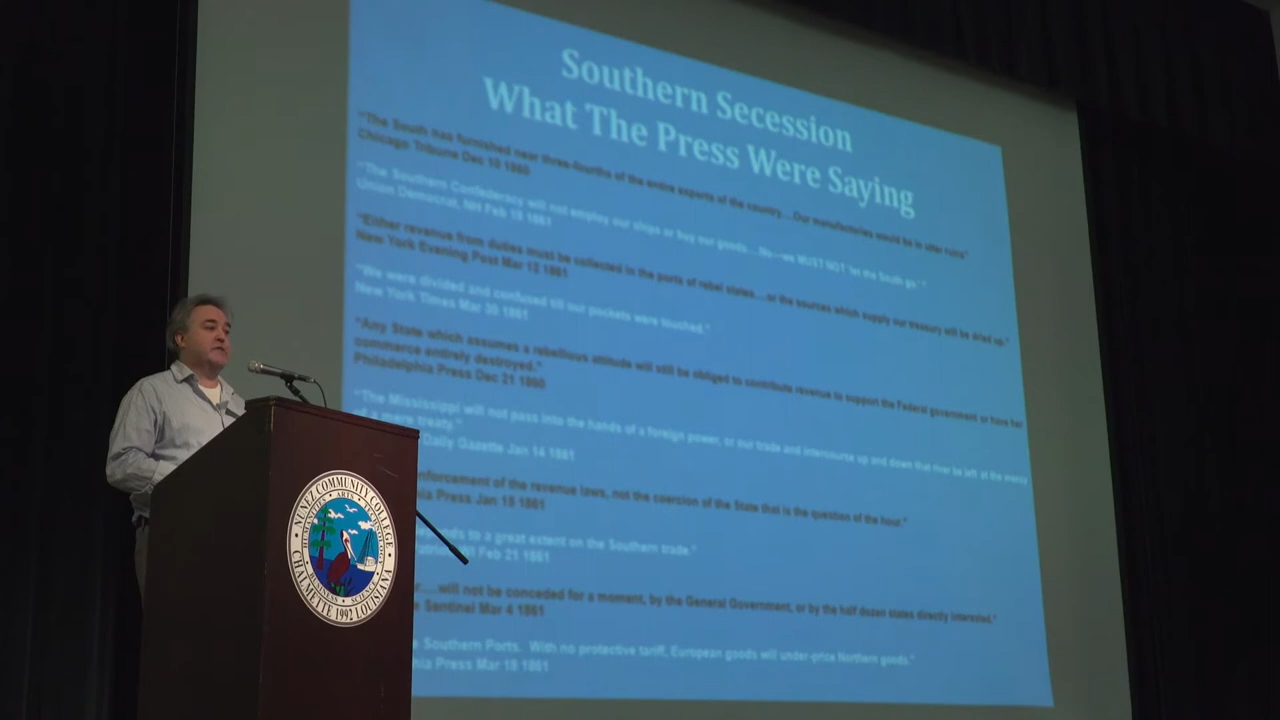 Southern Secession
What The Press Were Saying
"The South has furnished near three-fourths of the entire exports of the country....Our manufactories would be in utter ruins"
Chicago Tribune Dec 10 1860
"The Southern Confederacy will not employ our ships or buy our goods....No---we MUST NOT "let the South go" "
Union Democrat, NH Feb 19 1861
"Either revenue from duties must be collected in the ports of rebel states....or the sources which supply our treasury will be dried up."
New York Evening Post Mar 12 1861
"We were divided and confused till our pockets were touched."
New York Times Mar 30 1861
"Any State which assumes a rebellious attitude will still be obliged to contribute revenue to support the Federal government or have her
commerce entirely destroyed."
Philadelphia Press Dec 21 1860
"The Mississippi will not pass into the hands of a foreign power, or our trade and intercourse up and down that river be left at the mercy
of a mere treaty."
Daily Gazette Jan 14 1861
nforcement of the revenue laws, not the coersion of the State that is the question of the hour."
ia Press Jan 15 1861
ds to a great extent on the Southern trade."
Feb 21 1861
r....will not be conceded for a moment, by the General Government, or by the half dozen states directly interested."
Sentinel Mar 4 1861
Southern Ports. With no protective tariff, European goods will under-price Northern goods."
ia Press Mar 18 1861
NUNEZ COMMUNITY COLLEGE
HUMANITIES • ARTS • TECHNOLOGY
BUSINESS • SCIENCE
CHALMETTE 1992 LOUISIANA